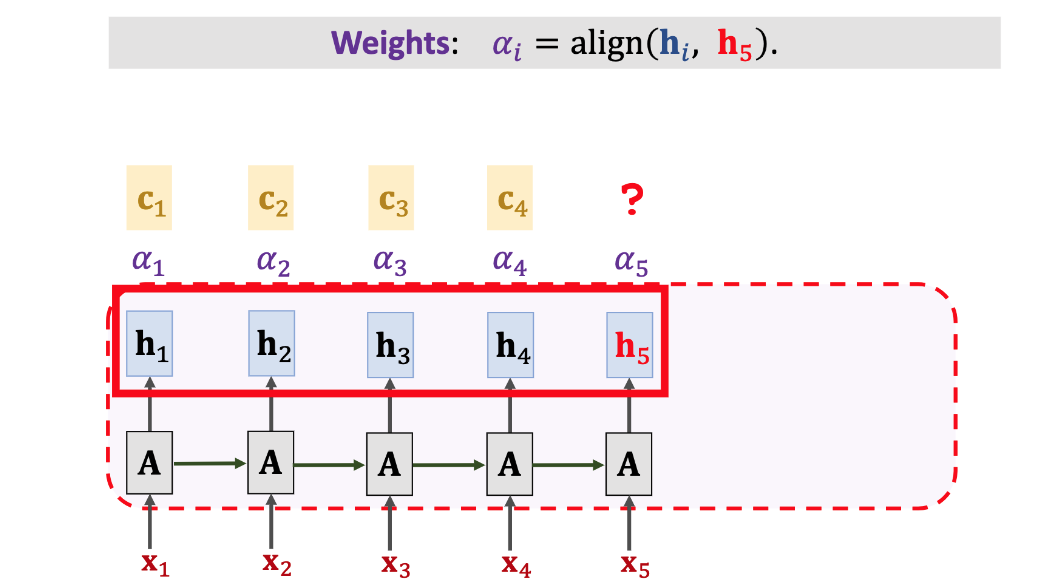 Weights: αᵢ = align(hᵢ, h₅).
c₁ c₂ c₃ c₄ ?
α₁ α₂ α₃ α₄ α₅
h₁ h₂ h₃ h₄ h₅
A A A A A
x₁ x₂ x₃ x₄ x₅